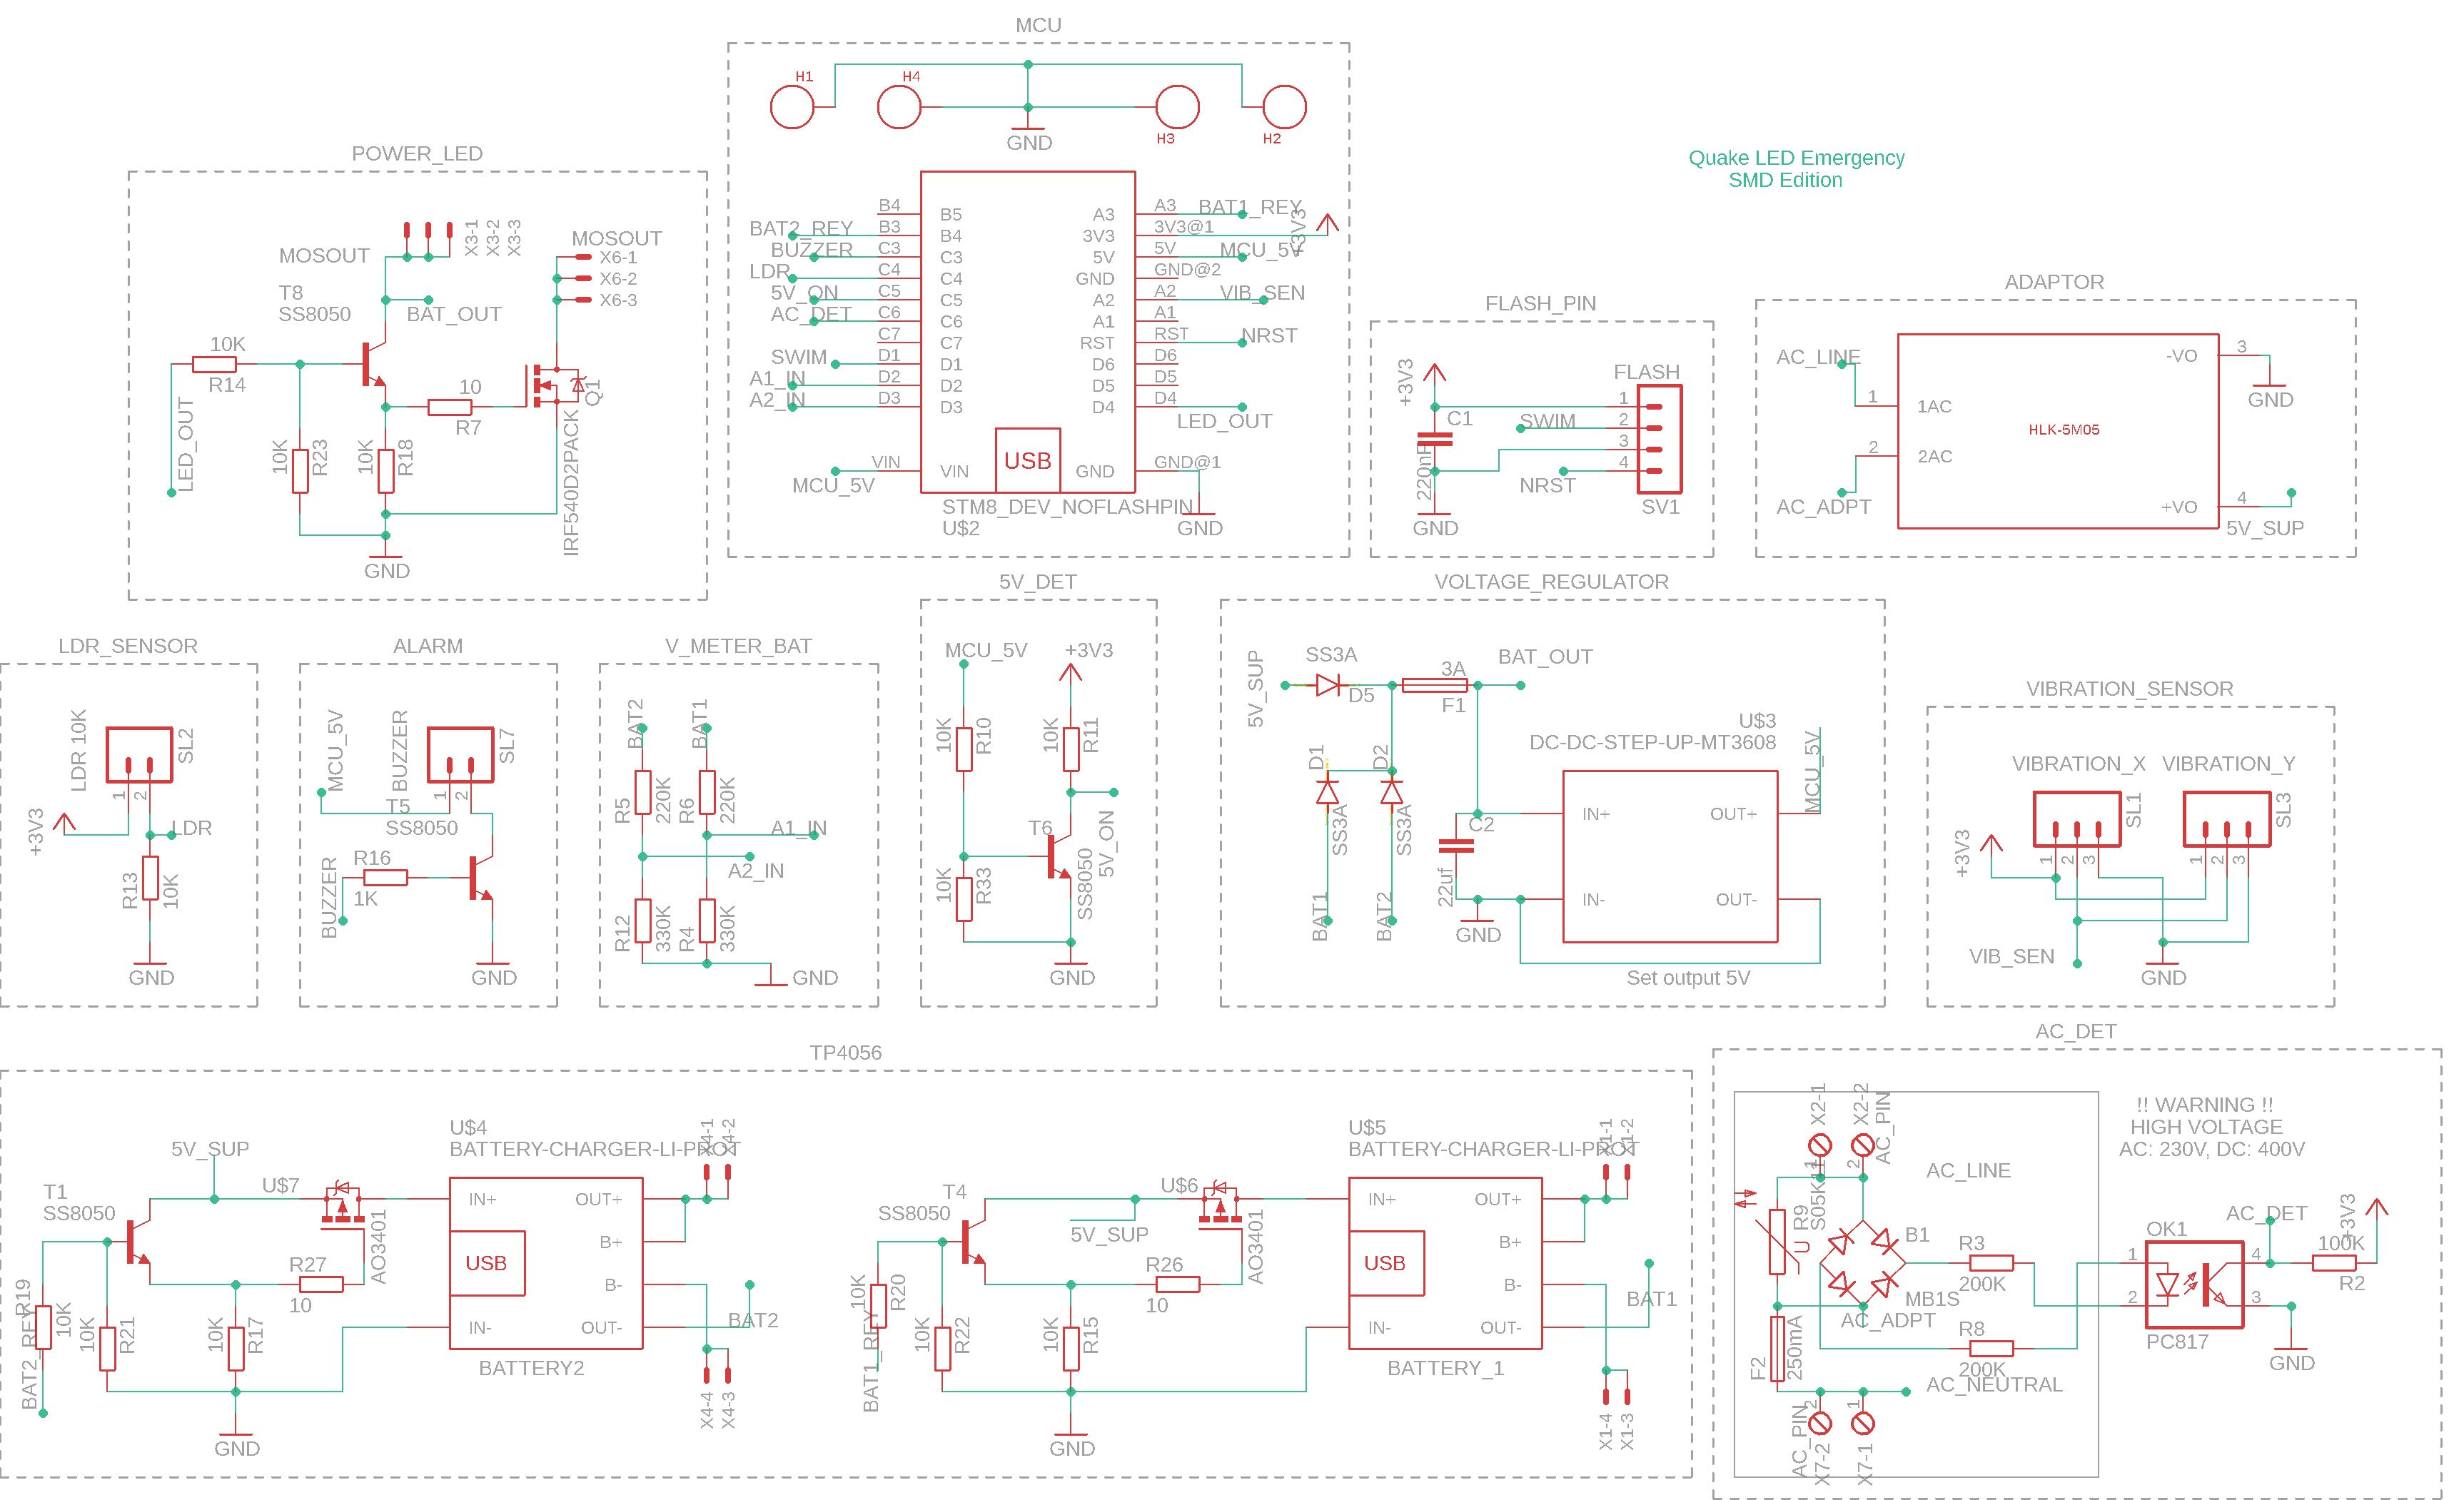 MCU
H1
H4
H3
H2
GND
B4
B3
C3
C4
C5
C6
C7
D1
D2
D3
VIN
BAT2_REY
BUZZER
LDR
5V_ON
AC_DET
SWIM
A1_IN
A2_IN
MCU_5V
B5
B4
C3
C4
C5
C6
C7
D1
D2
D3
VIN
USB
A3
3V3
5V
GND
A2
A1
RST
D6
D5
D4
GND
A3
3V3@1
5V
GND@2
A2
A1
RST
D6
D5
D4
GND@1
BAT1_REY
+3V3
MCU_5V
VIB_SEN
NRST
LED_OUT
STM8_DEV_NOFLASHPIN
U$2
GND
Quake LED Emergency
SMD Edition
POWER_LED
MOSOUT
X3-1
X3-2
X3-3
MOSOUT
X6-1
X6-2
X6-3
T8
SS8050
BAT_OUT
10K
R14
LED_OUT
10K
R23
10K
R18
10
R7
Q1
IRF540D2PACK
GND
FLASH_PIN
+3V3
C1
220nF
GND
FLASH
SWIM
NRST
1
2
3
4
SV1
ADAPTOR
AC_LINE
1
1AC
2
2AC
AC_ADPT
HLK-5M05
-VO
3
GND
+VO
4
5V_SUP
LDR_SENSOR
LDR 10K
SL2
1
2
+3V3
LDR
R13
10K
GND
ALARM
MCU_5V
BUZZER
SL7
1
2
T5
SS8050
R16
1K
BUZZER
GND
V_METER_BAT
BAT2
BAT1
R5
220K
R6
220K
A1_IN
A2_IN
R12
330K
R4
330K
GND
5V_DET
MCU_5V
+3V3
10K
R10
10K
R11
T6
SS8050
5V_ON
10K
R33
GND
VOLTAGE_REGULATOR
5V_SUP
SS3A
D5
3A
F1
BAT_OUT
D1
SS3A
D2
SS3A
BAT1
BAT2
C2
22uf
GND
U$3
DC-DC-STEP-UP-MT3608
MCU_5V
IN+
OUT+
IN-
OUT-
Set output 5V
VIBRATION_SENSOR
VIBRATION_X
VIBRATION_Y
SL1
SL3
+3V3
1
2
3
1
2
3
VIB_SEN
GND
TP4056
5V_SUP
T1
SS8050
U$7
AO3401
R19
10K
BAT2_REY
10K
R21
10K
R17
R27
10
GND
U$4
BATTERY-CHARGER-LI-PROT
IN+
OUT+
B+
USB
B-
IN-
OUT-
BATTERY2
X4-1
X4-2
BAT2
X4-4
X4-3
T4
SS8050
5V_SUP
U$6
AO3401
10K
R20
BAT1_REY
10K
R22
10K
R15
R26
10
GND
U$5
BATTERY-CHARGER-LI-PROT
IN+
OUT+
B+
USB
B-
IN-
OUT-
BATTERY_1
X1-1
X1-2
BAT1
X1-4
X1-3
AC_DET
!! WARNING !!
HIGH VOLTAGE
AC: 230V, DC: 400V
X2-1
X2-2
AC_PIN
1
2
AC_LINE
R9
U
B1
MB1S
AC_ADPT
F2
250mA
R3
200K
R8
200K
AC_NEUTRAL
AC_PIN
2
1
X7-2
X7-1
OK1
1
2
4
3
PC817
AC_DET
100K
R2
+3V3
GND